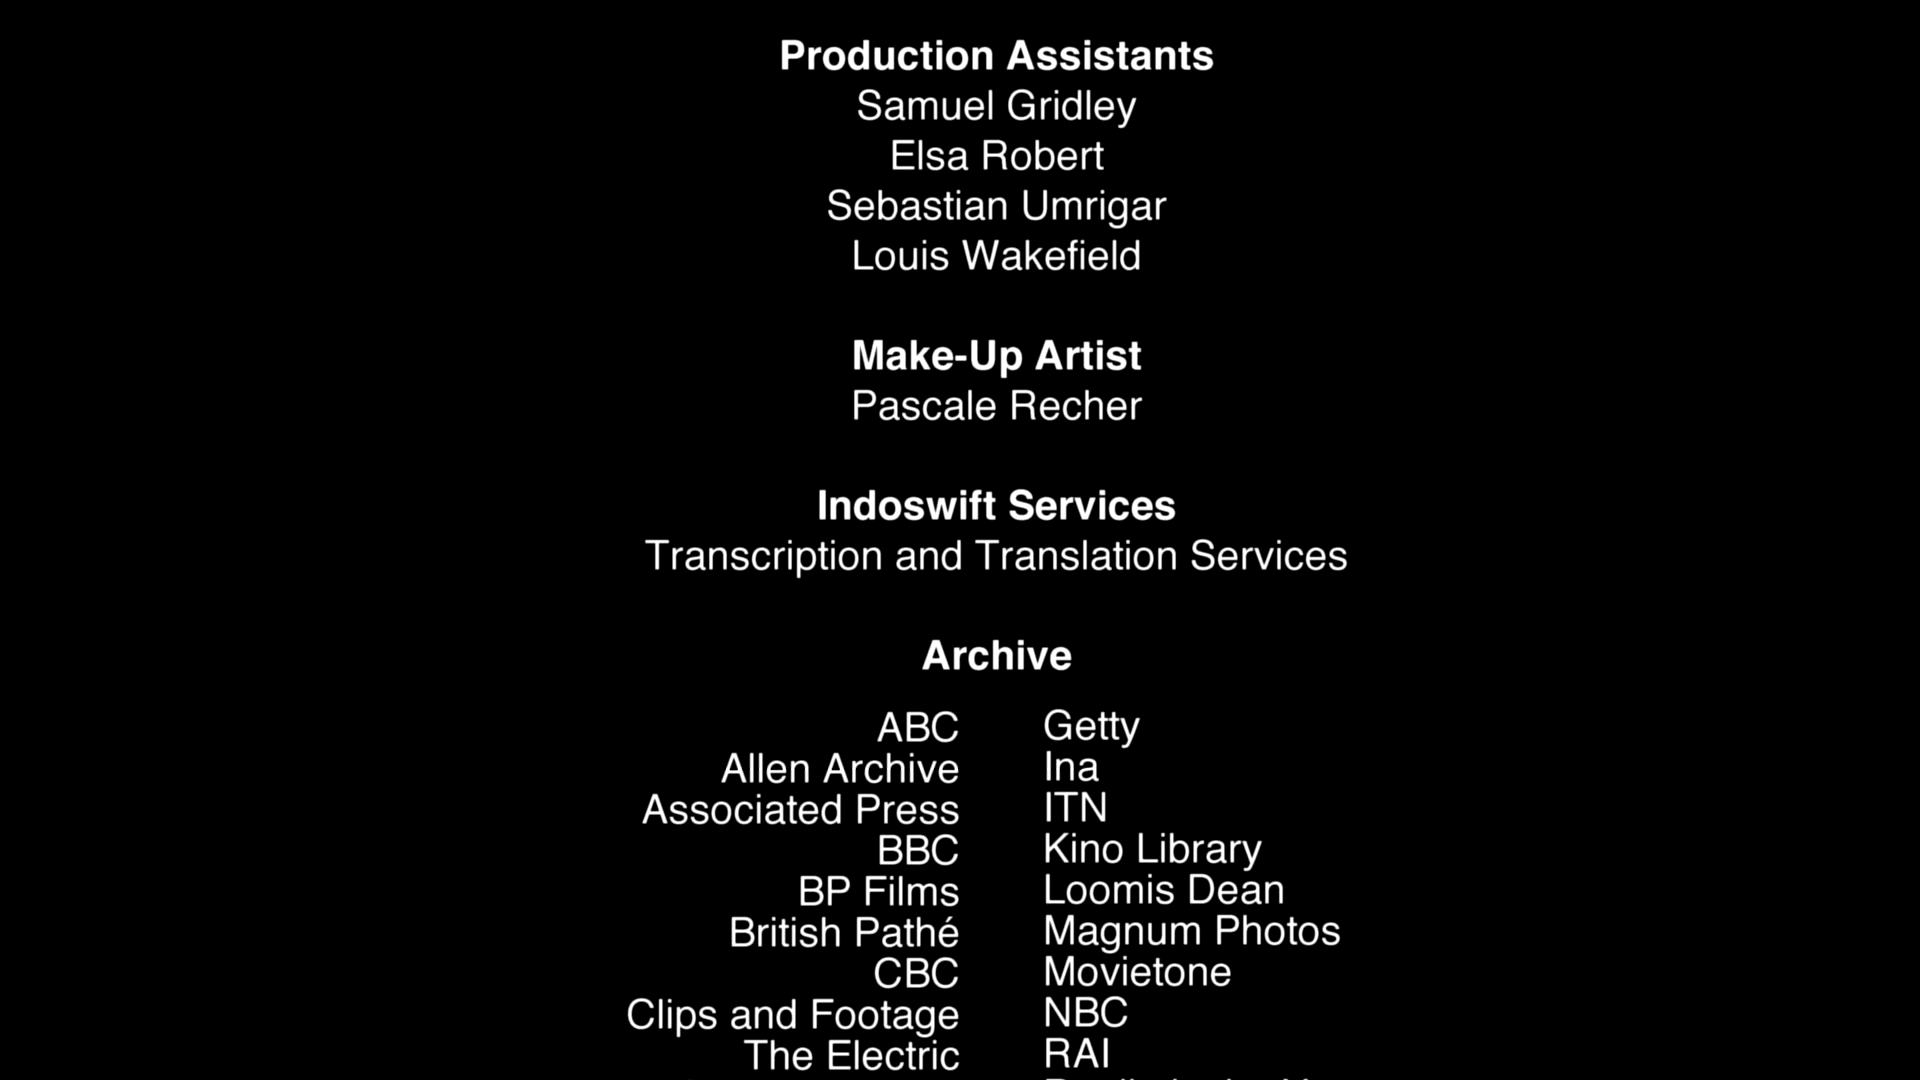 Production Assistants
Samuel Gridley
Elsa Robert
Sebastian Umrigar
Louis Wakefield
Make-Up Artist
Pascale Recher
Indoswift Services
Transcription and Translation Services
Archive
ABC
Allen Archive
Associated Press
BBC
BP Films
British Pathé
CBC
Clips and Footage
The Electric
Getty
Ina
ITN
Kino Library
Loomis Dean
Magnum Photos
Movietone
NBC
RAI